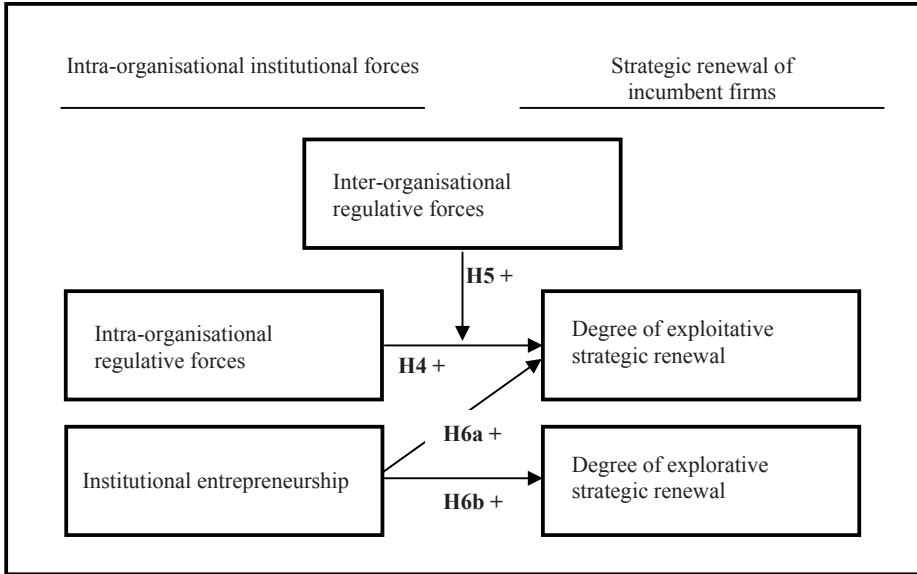 Intra-organisational institutional forces
Strategic renewal of
incumbent firms
Inter-organisational
regulative forces
H5 +
Intra-organisational
regulative forces
H4 +
Degree of exploitative
strategic renewal
H6a +
Institutional entrepreneurship
H6b +
Degree of explorative
strategic renewal